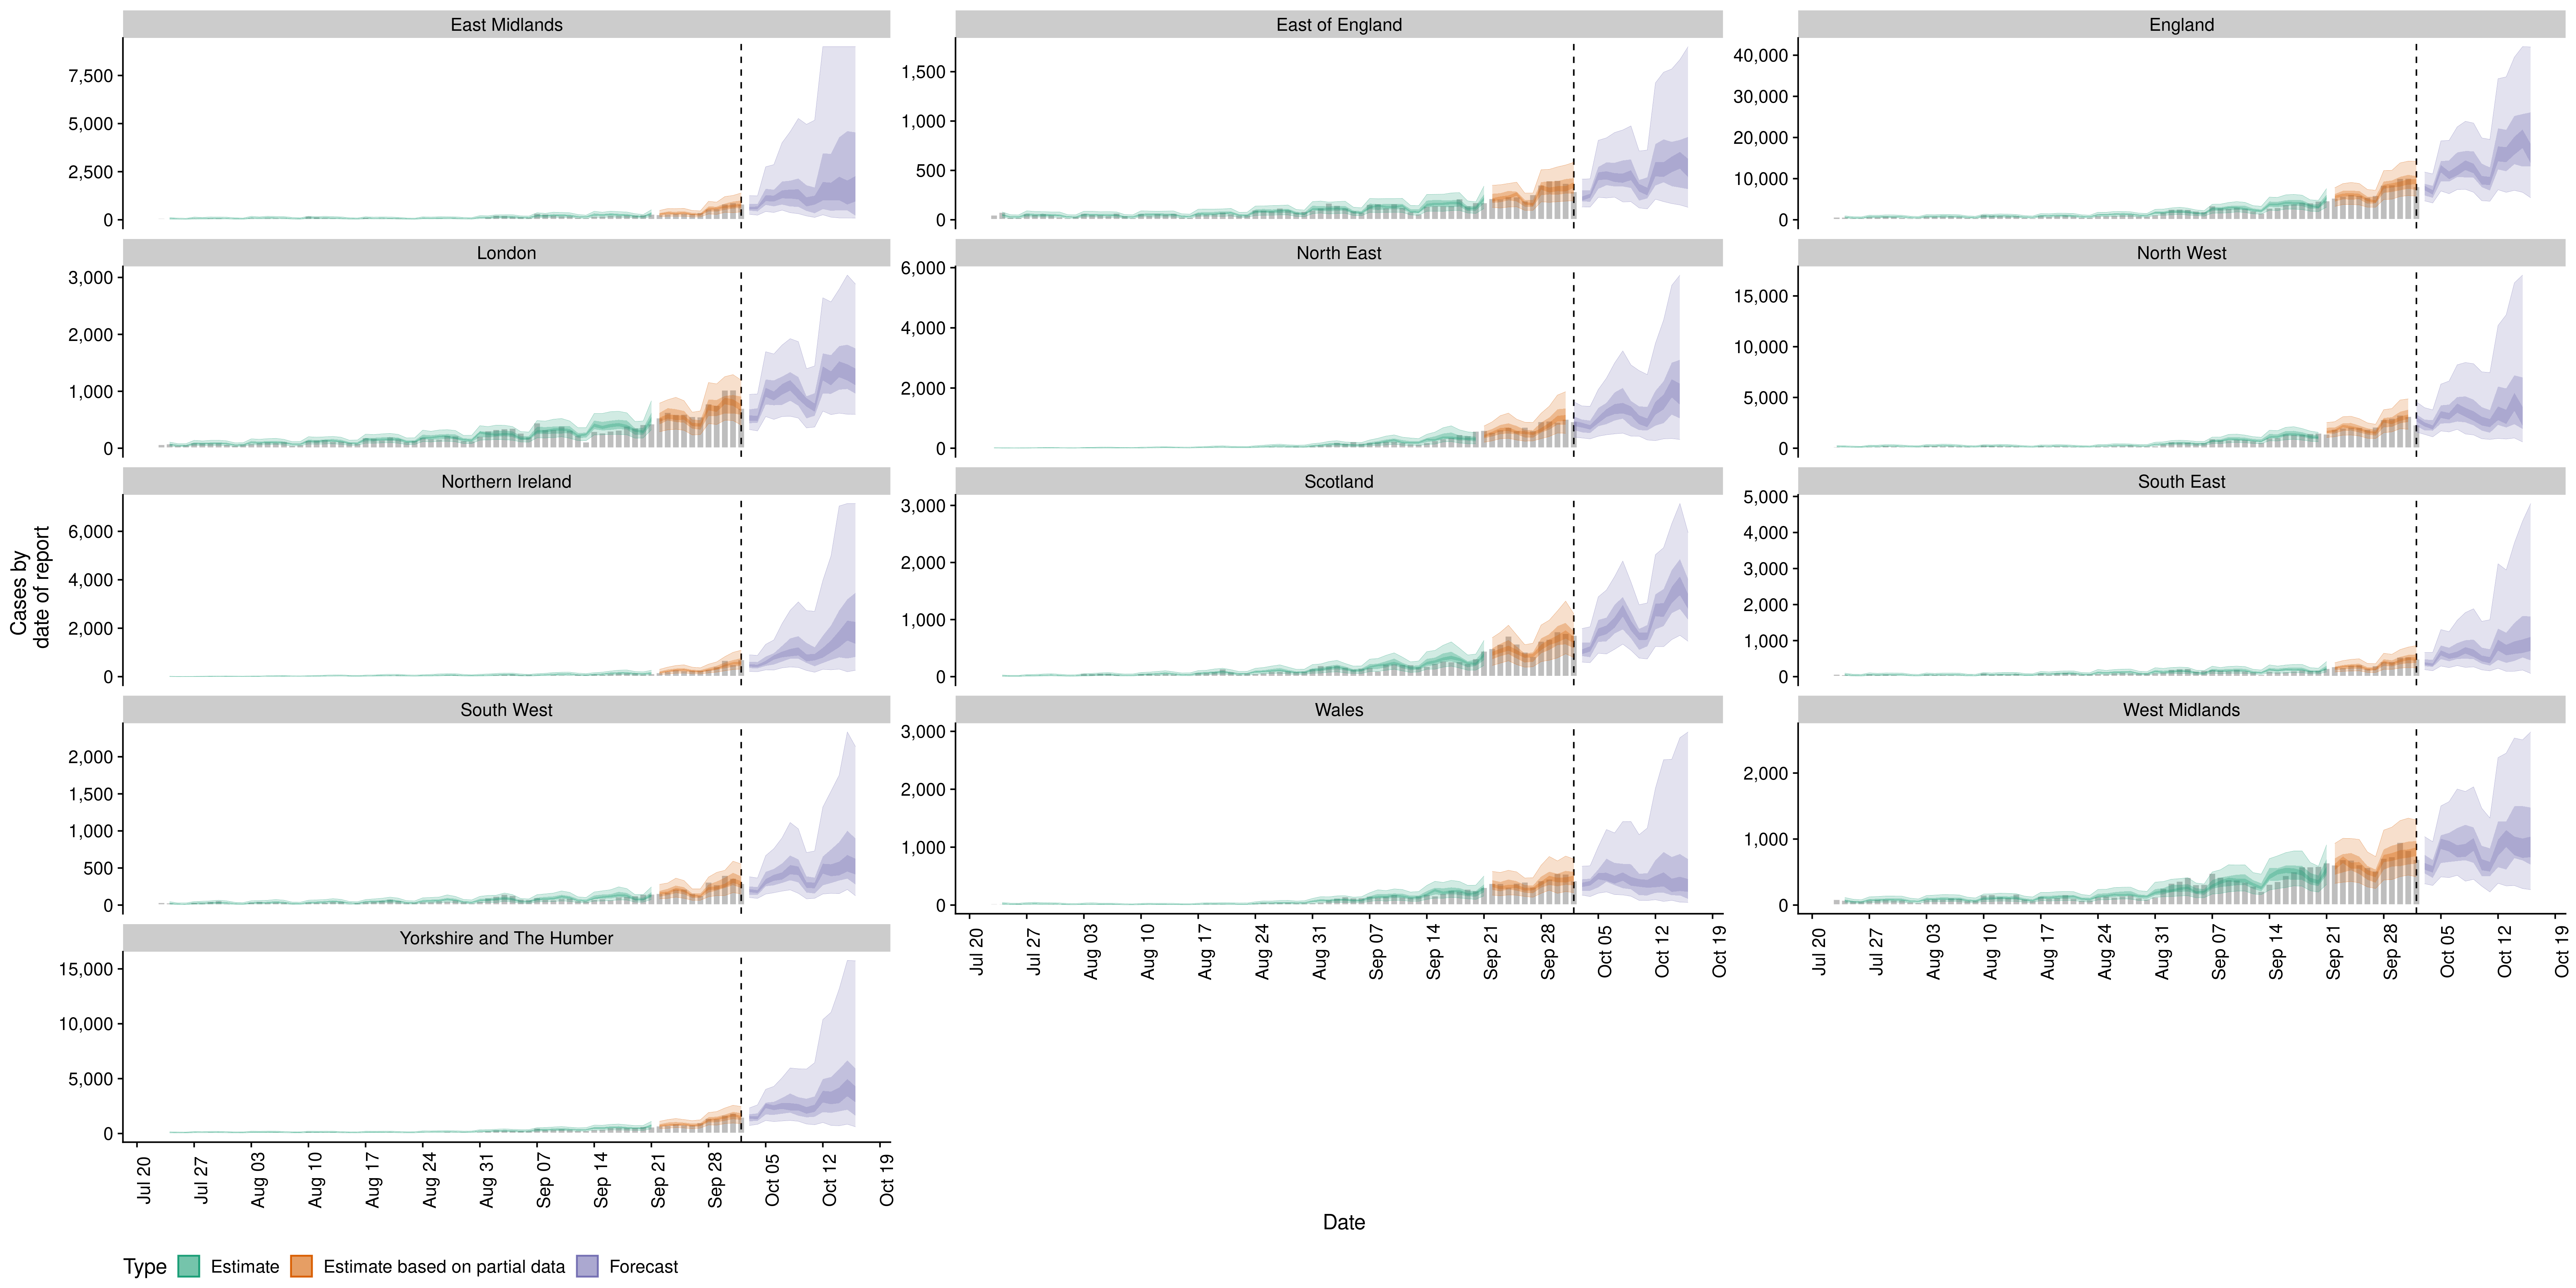 East Midlands
East of England
England
7,500
5,000
2,500
0
1,500
1,000
500
0
40,000
30,000
20,000
10,000
0
London
North East
North West
3,000
2,000
1,000
0
6,000
4,000
2,000
0
15,000
10,000
5,000
0
Northern Ireland
Scotland
South East
6,000
4,000
2,000
0
3,000
2,000
1,000
0
5,000
4,000
3,000
2,000
1,000
0
Cases by
date of report
South West
Wales
West Midlands
2,000
1,500
1,000
500
0
3,000
2,000
1,000
0
2,000
1,000
0
Jul 20
Jul 27
Aug 03
Aug 10
Aug 17
Aug 24
Aug 31
Sep 07
Sep 14
Sep 21
Sep 28
Oct 05
Oct 12
Oct 19
Jul 20
Jul 27
Aug 03
Aug 10
Aug 17
Aug 24
Aug 31
Sep 07
Sep 14
Sep 21
Sep 28
Oct 05
Oct 12
Oct 19
Yorkshire and The Humber
15,000
10,000
5,000
0
Jul 20
Jul 27
Aug 03
Aug 10
Aug 17
Aug 24
Aug 31
Sep 07
Sep 14
Sep 21
Sep 28
Oct 05
Oct 12
Oct 19
Date
Type Estimate Estimate based on partial data Forecast